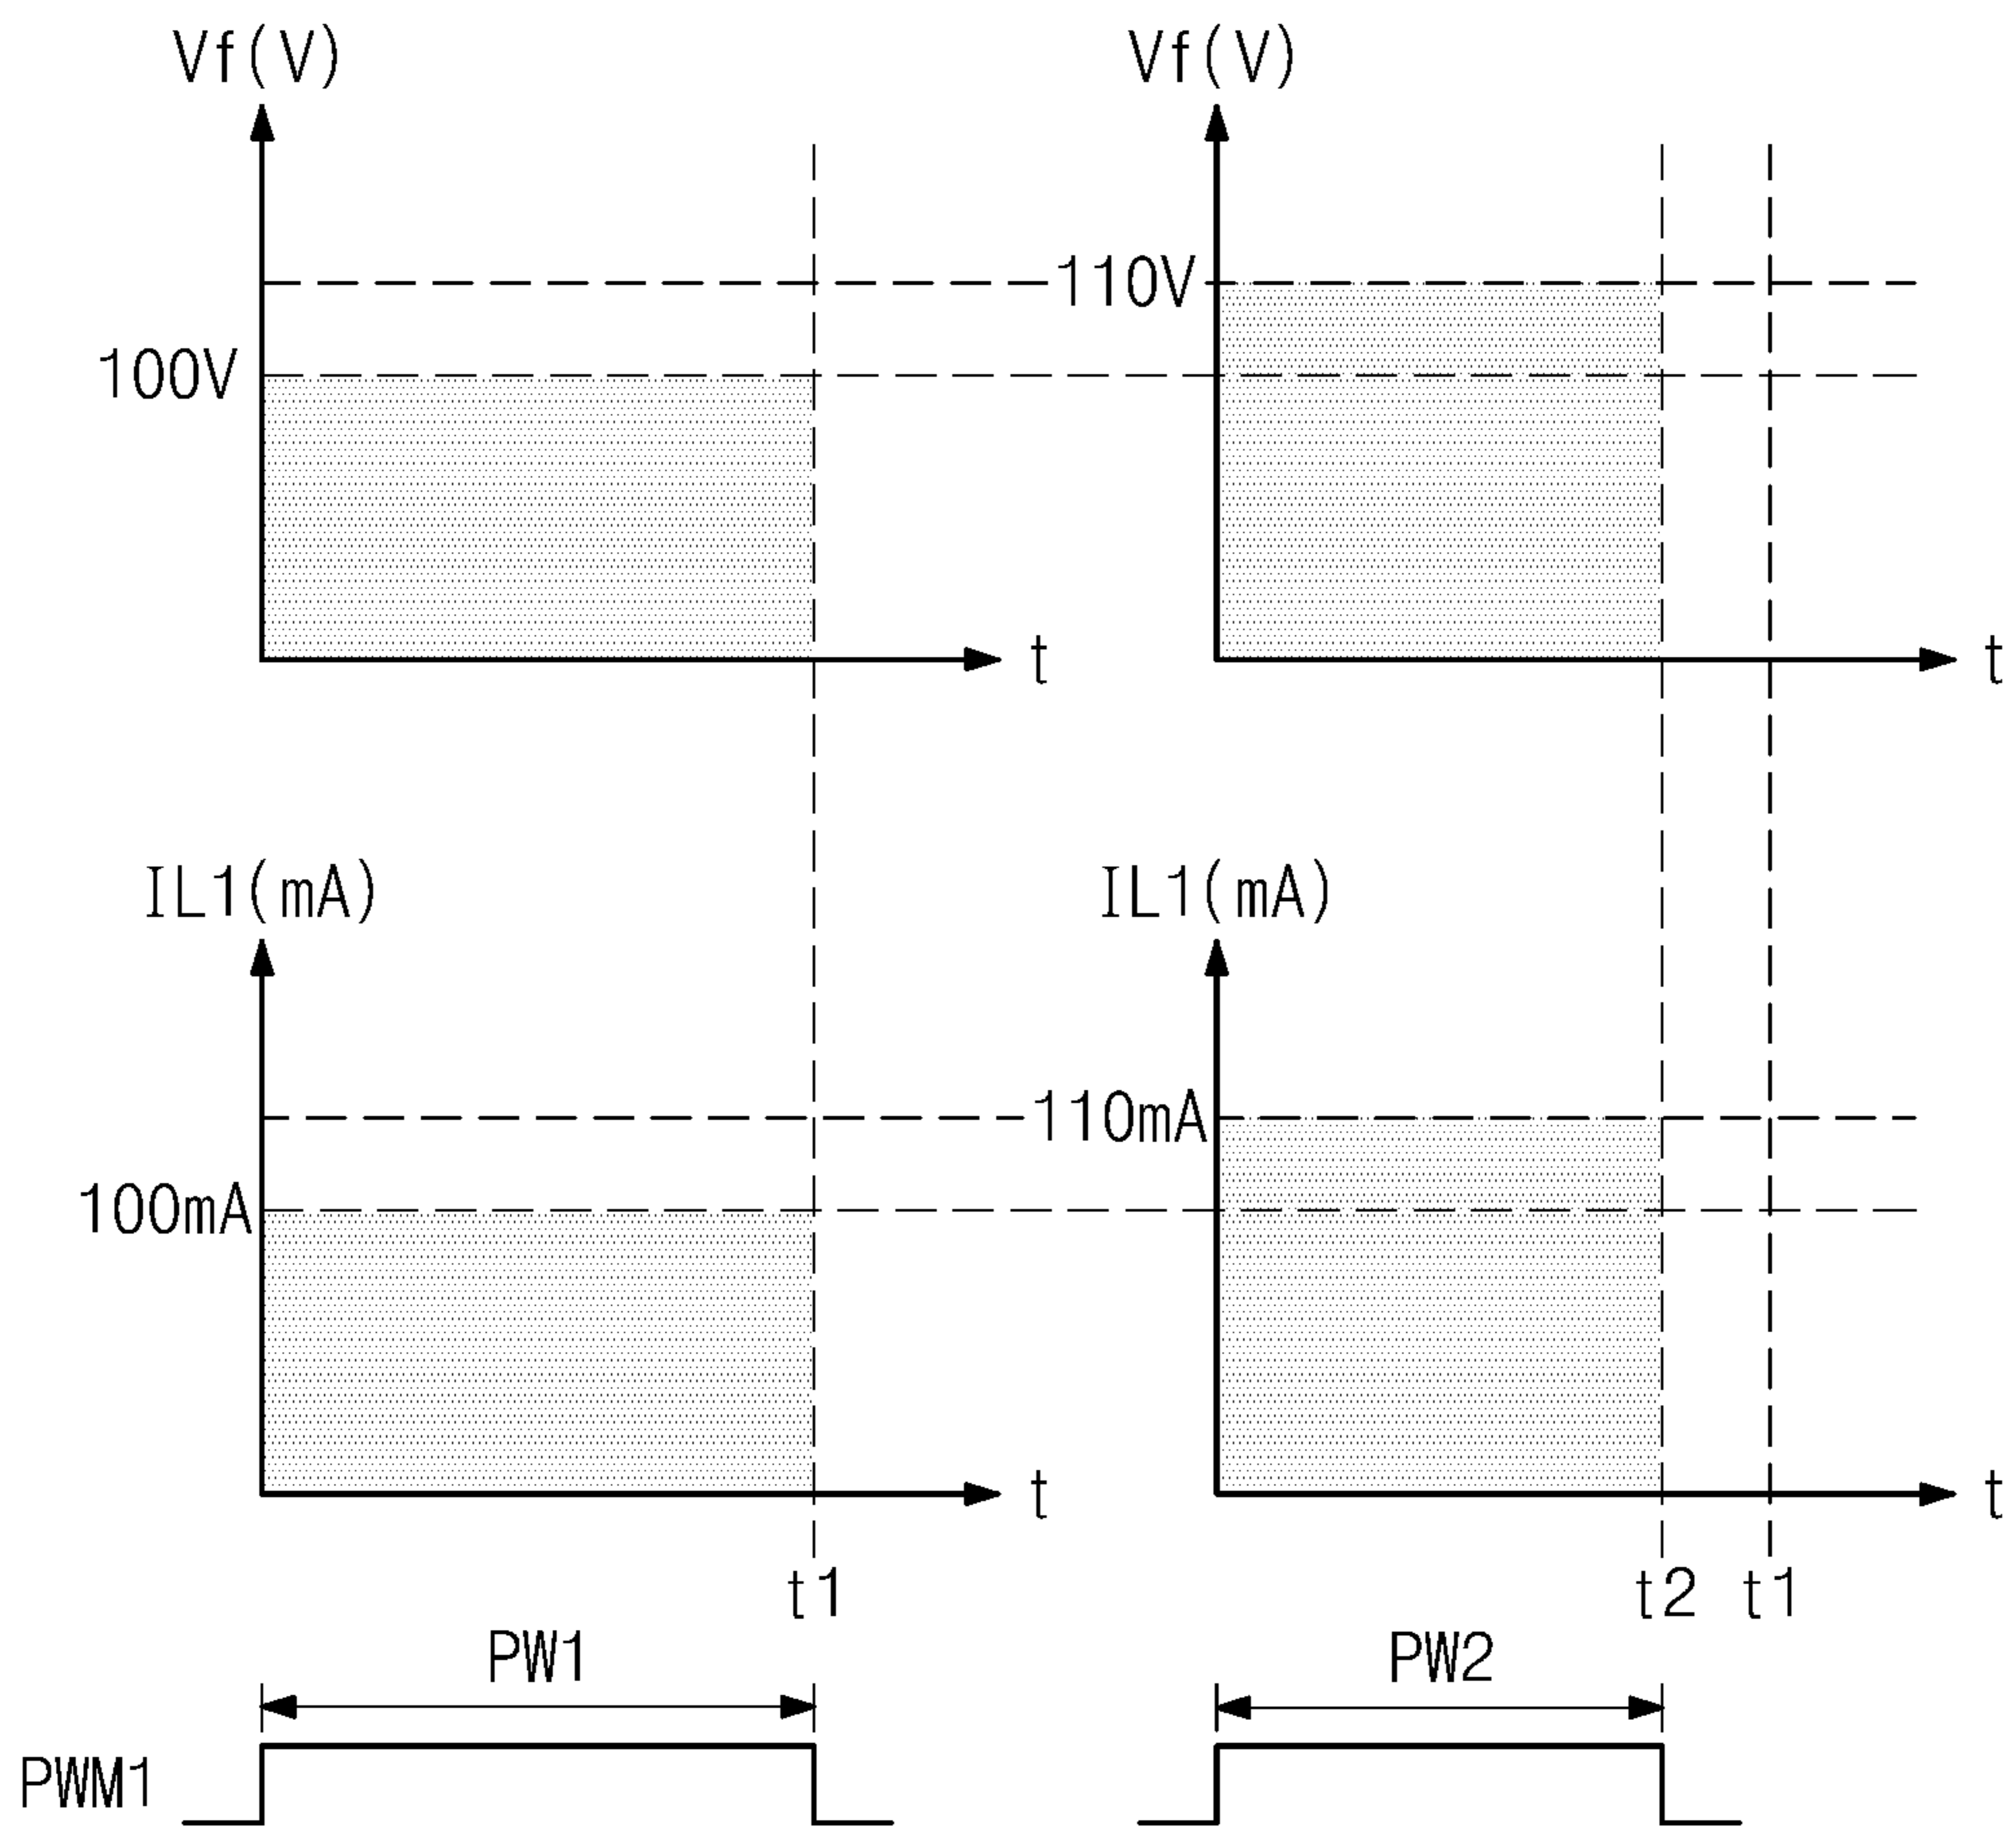 Vf(V)
Vf(V)
110V
100V
t
t
IL1(mA)
IL1(mA)
110mA
100mA
t
t
t1
t2
t1
PW1
PW2
PWM1